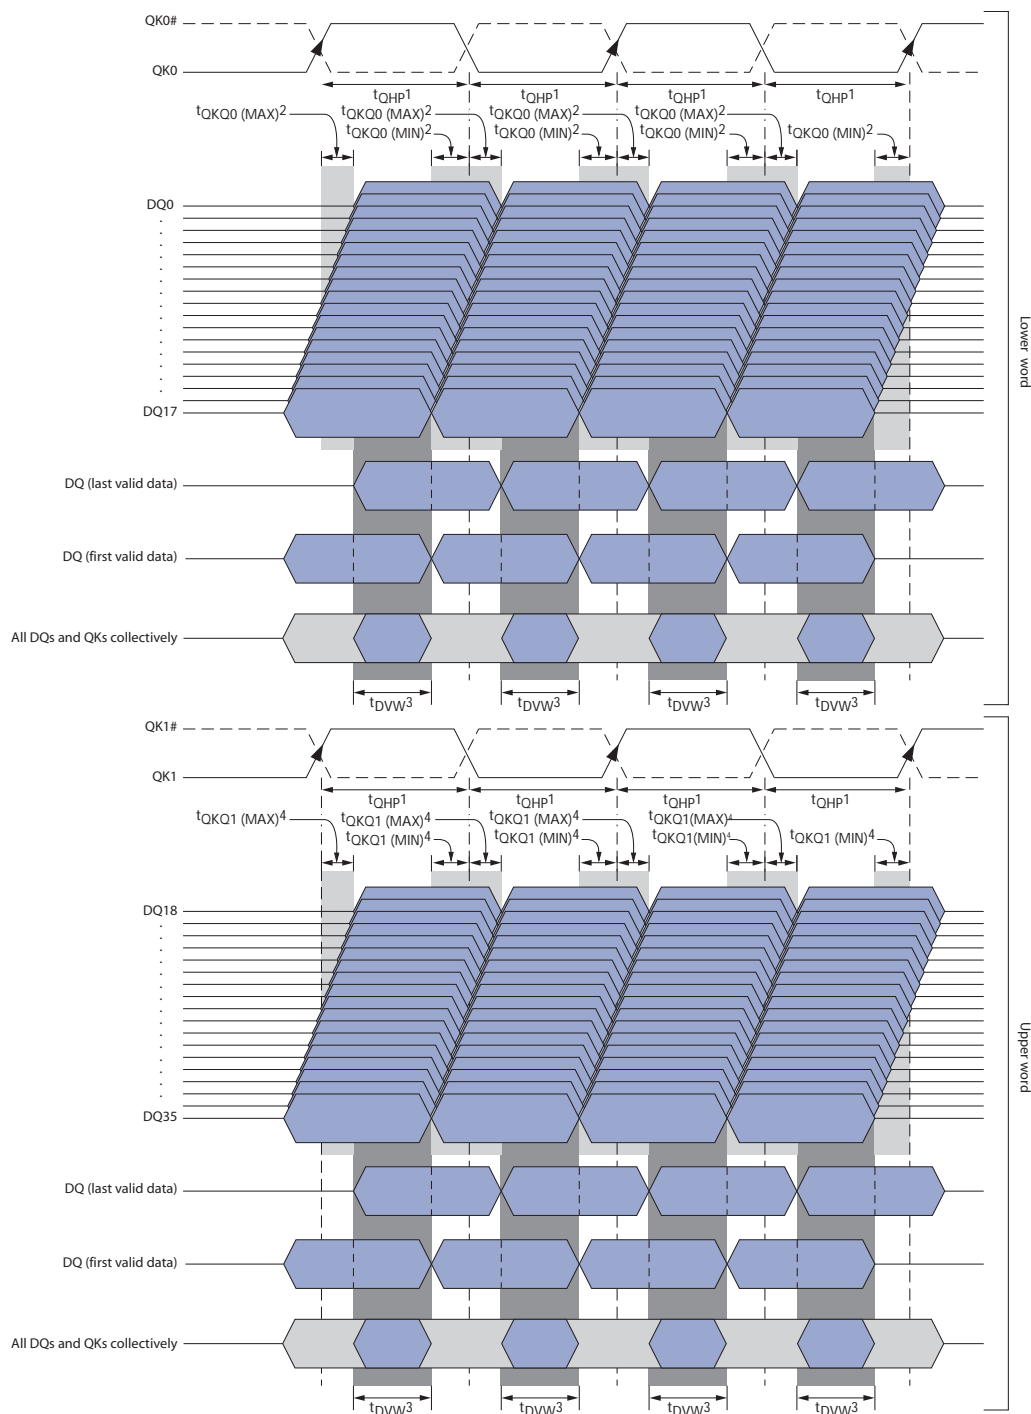 QK0#
QK0
tQHP1 tQHP1 tQHP1 tQHP1
tQKQ0 (MAX)2 tQKQ0 (MAX)2 tQKQ0 (MAX)2 tQKQ0 (MAX)2
tQKQ0 (MIN)2 tQKQ0 (MIN)2 tQKQ0 (MIN)2 tQKQ0 (MIN)2
DQ0
DQ17
Lower word
DQ (last valid data)
DQ (first valid data)
All DQs and QKs collectively
tDVW3 tDVW3 tDVW3 tDVW3
QK1#
QK1
tQHP1 tQHP1 tQHP1 tQHP1
tQKQ1 (MAX)4 tQKQ1 (MAX)4 tQKQ1 (MAX)4 tQKQ1(MAX)4
tQKQ1 (MIN)4 tQKQ1 (MIN)4 tQKQ1(MIN)4 tQKQ1 (MIN)4
DQ18
DQ35
Upper word
DQ (last valid data)
DQ (first valid data)
All DQs and QKs collectively
tDVW3 tDVW3 tDVW3 tDVW3